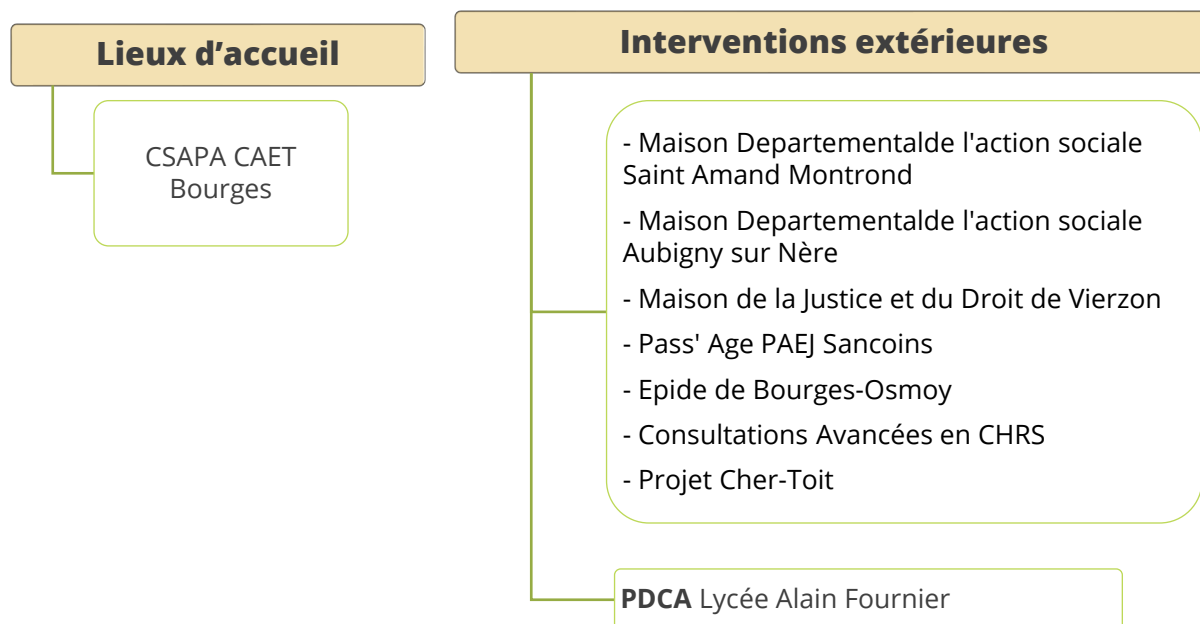 Lieux d’accueil
CSAPA CAET
Bourges
Interventions extérieures
- Maison Departementalde l'action sociale
Saint Amand Montrond
- Maison Departementalde l'action sociale
Aubigny sur Nère
- Maison de la Justice et du Droit de Vierzon
- Pass' Age PAEJ Sancoins
- Epide de Bourges-Osmoy
- Consultations Avancées en CHRS
- Projet Cher-Toit
PDCA Lycée Alain Fournier